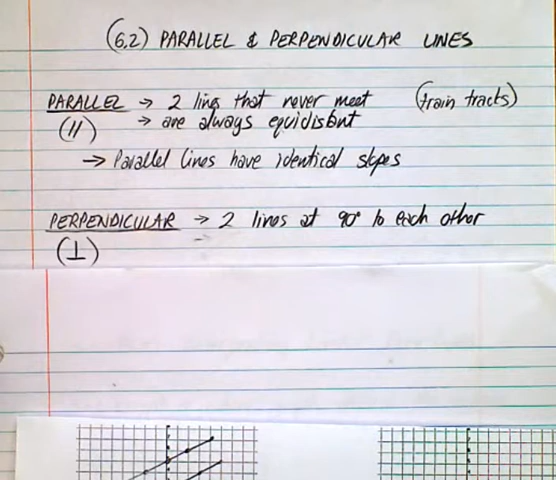 (6.2) PARALLEL & PERPENDICULAR LINES
PARALLEL → 2 lines that never meet (train tracts)
(//) → are always equidistant
→ Parallel lines have identical slopes
PERPENDICULAR → 2 lines at 90° to each other
(⊥)